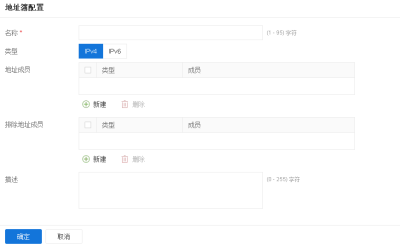 地址簿配置
名称 * (1 - 95) 字符
类型 IPv4 IPv6
地址成员 类型 成员
新建 删除
排除地址成员 类型 成员
新建 删除
描述 (0 - 255) 字符
确定 取消